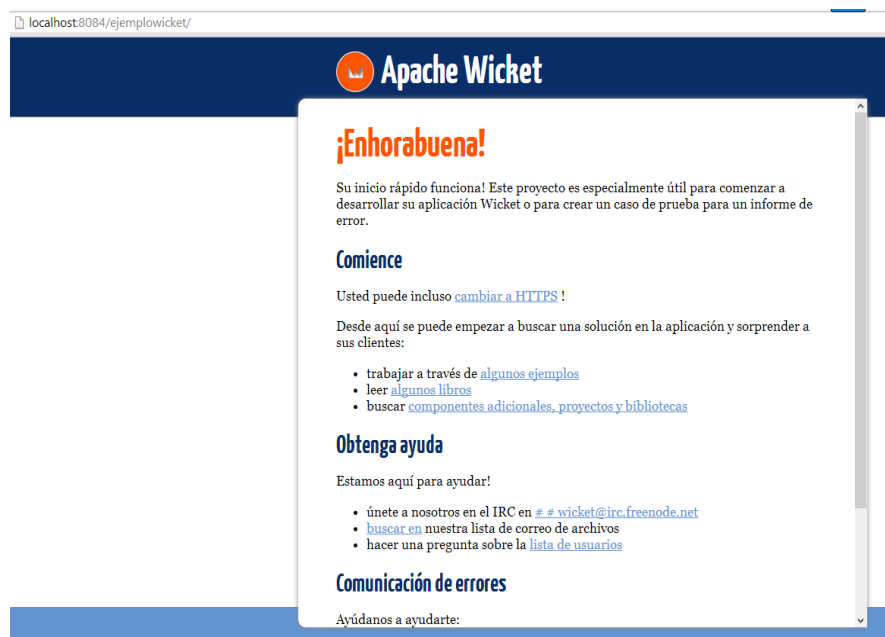 localhost:8084/ejemplowicket/
Apache Wicket
¡Enhorabuena!
Su inicio rápido funciona! Este proyecto es especialmente útil para comenzar a
desarrollar su aplicación Wicket o para crear un caso de prueba para un informe de
error.
Comience
Usted puede incluso cambiar a HTTPS !
Desde aquí se puede empezar a buscar una solución en la aplicación y sorprender a
sus clientes:
• trabajar a través de algunos ejemplos
• leer algunos libros
• buscar componentes adicionales, proyectos y bibliotecas
Obtenga ayuda
Estamos aquí para ayudar!
• únete a nosotros en el IRC en # # wicket@irc.freenode.net
• buscar en nuestra lista de correo de archivos
• hacer una pregunta sobre la lista de usuarios
Comunicación de errores
Ayúdanos a ayudarte: